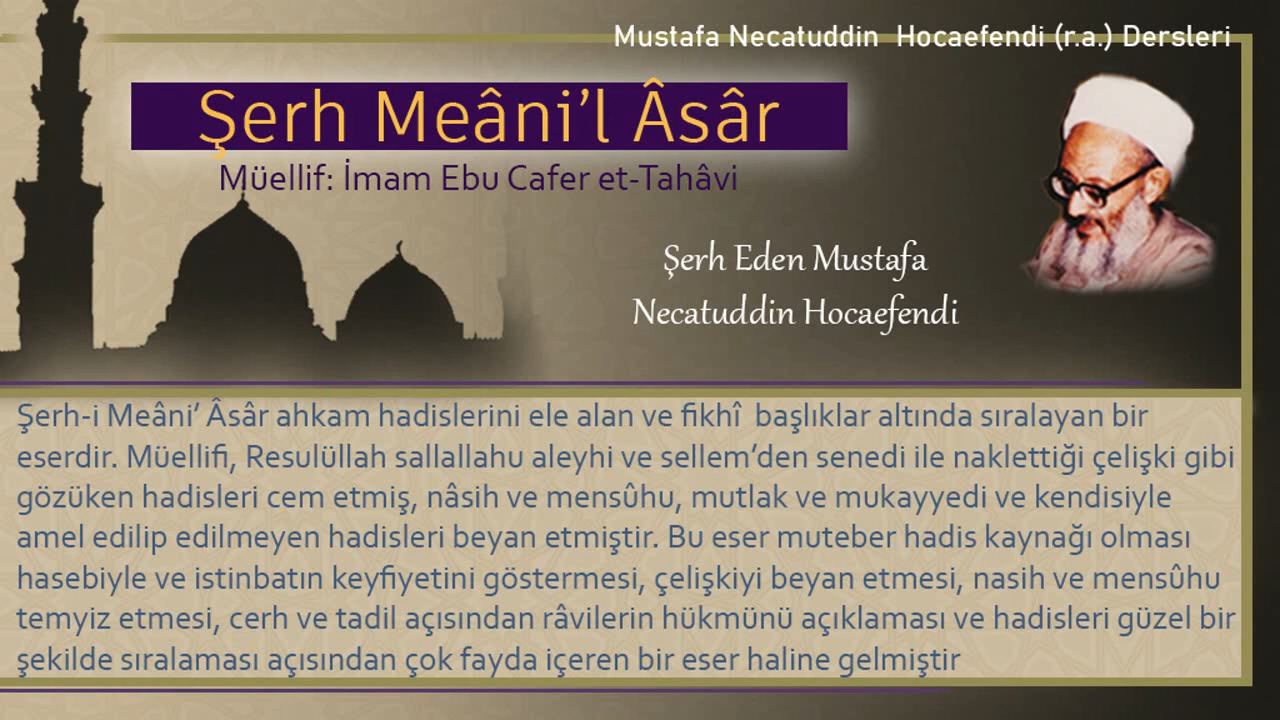 Mustafa Necatuddin Hocaefendi (r.a.) Dersleri
Şerh Meâni’l Âsâr
Müellif: İmam Ebu Cafer et-Tahâvi
Şerh Eden Mustafa
Necatuddin Hocaefendi
Şerh-i Meâni’ Âsâr ahkam hadislerini ele alan ve fikhî başlıklar altında sıralayan bir
eserdir. Müellifi, Resulüllah sallallahu aleyhi ve sellem’den senedi ile naklettiği çelişki gibi
gözüken hadisleri cem etmiş, nâsih ve mensûhu, mutlak ve mukayyedi ve kendisiyle
amel edilip edilmeyen hadisleri beyan etmiştir. Bu eser muteber hadis kaynağı olması
hasebiyle ve istinbatın keyfiyetini göstermesi, çelişkiyi beyan etmesi, nasih ve mensûhu
temyiz etmesi, cerh ve tadil açısından râvilerin hükmünü açıklaması ve hadisleri güzel bir
şekilde sıralaması açısından çok fayda içeren bir eser haline gelmiştir